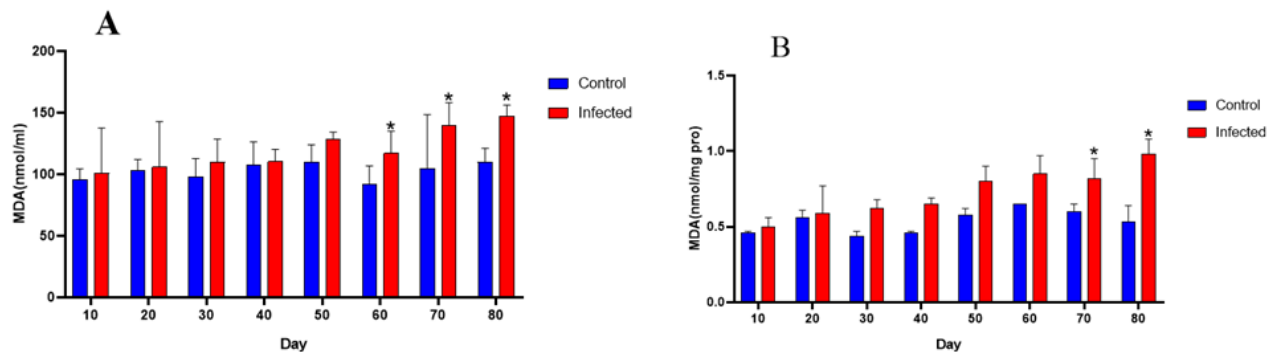 A
MDA(nmol/ml)
200
150
100
50
0
* * *
10 20 30 40 50 60 70 80
Day
Control
Infected
B
MDA(nmol/mg pro)
1.5
1.0
0.5
0.0
* *
10 20 30 40 50 60 70 80
Day
Control
Infected